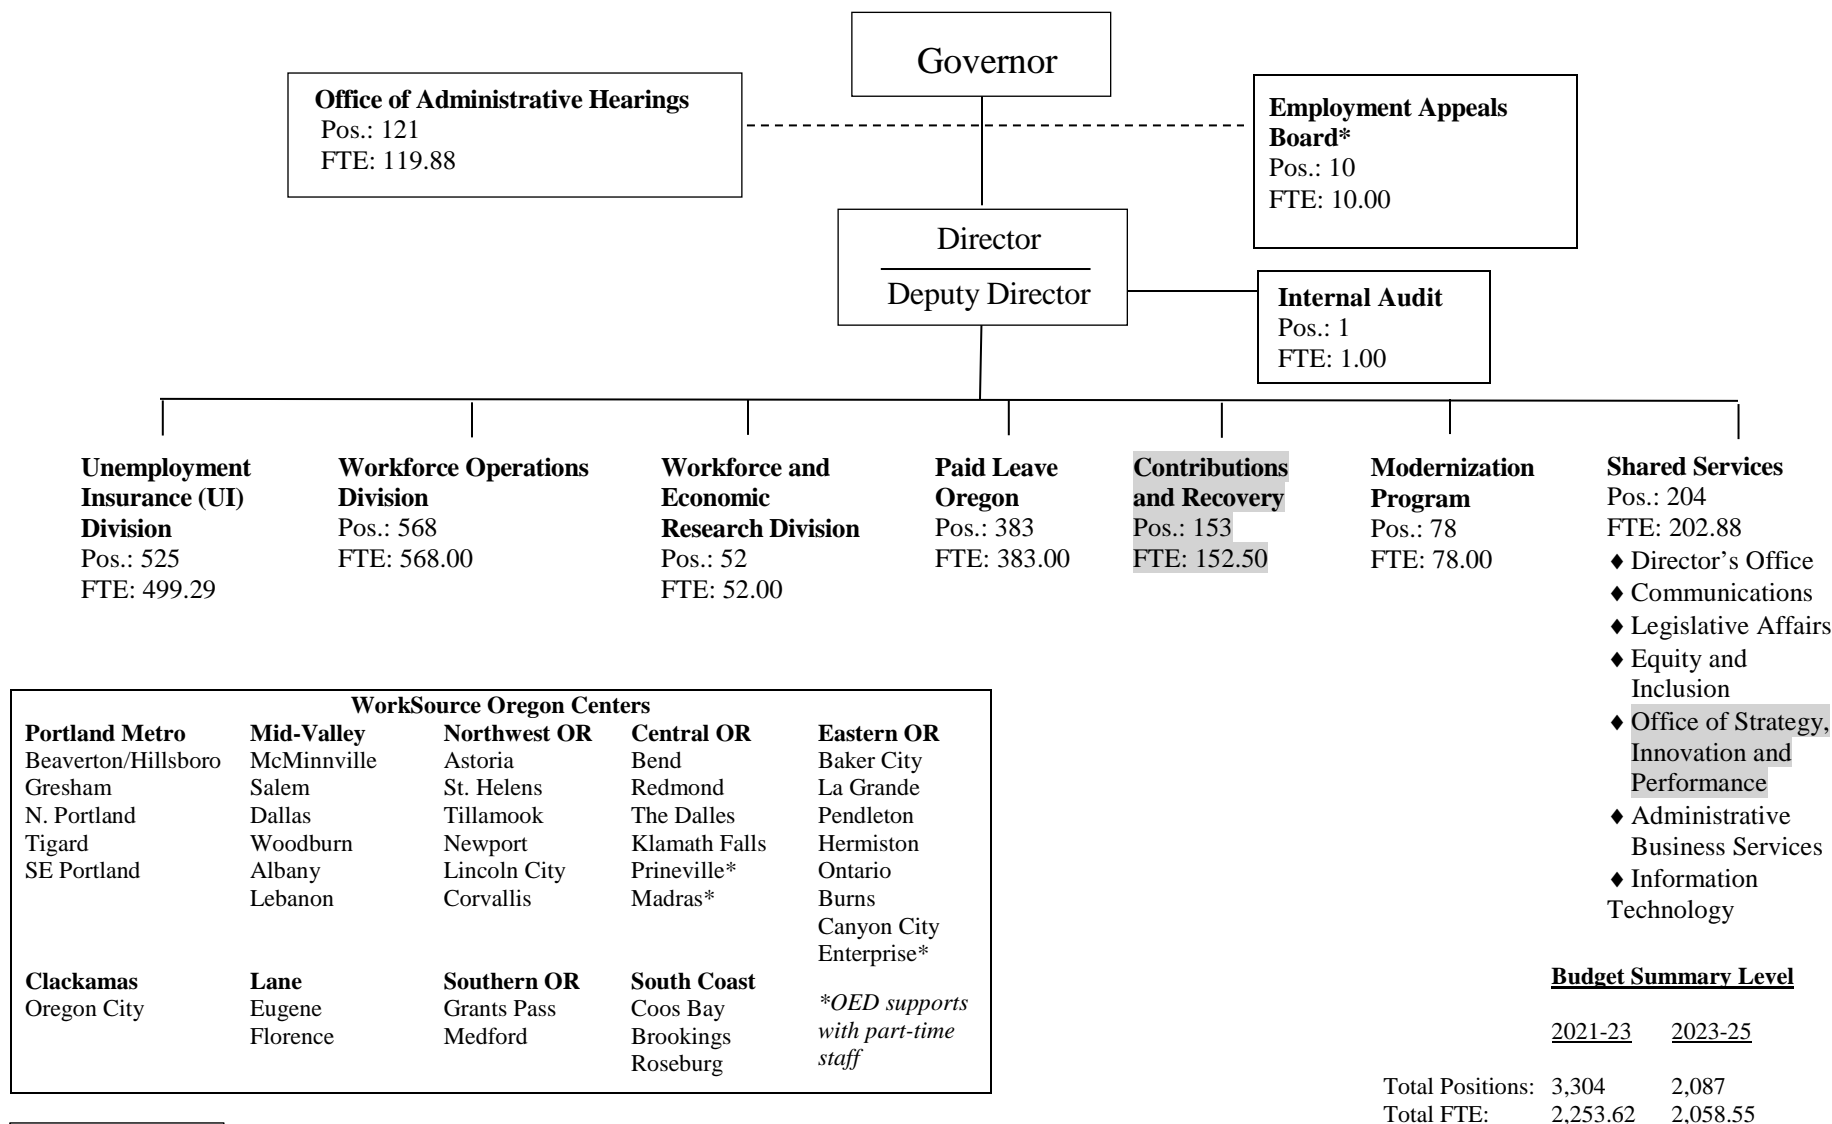 Governor
Office of Administrative Hearings
Pos.: 121
FTE: 119.88
Employment Appeals
Board*
Pos.: 10
FTE: 10.00
Director
Deputy Director
Internal Audit
Pos.: 1
FTE: 1.00
Unemployment
Insurance (UI)
Division
Pos.: 525
FTE: 499.29
Workforce Operations
Division
Pos.: 568
FTE: 568.00
Workforce and
Economic
Research Division
Pos.: 52
FTE: 52.00
Paid Leave
Oregon
Pos.: 383
FTE: 383.00
Contributions
and Recovery
Pos.: 153
FTE: 152.50
Modernization
Program
Pos.: 78
FTE: 78.00
Shared Services
Pos.: 204
FTE: 202.88
♦ Director’s Office
♦ Communications
♦ Legislative Affairs
♦ Equity and
Inclusion
♦ Office of Strategy,
Innovation and
Performance
♦ Administrative
Business Services
♦ Information
Technology
WorkSource Oregon Centers
Portland Metro
Beaverton/Hillsboro
Gresham
N. Portland
Tigard
SE Portland
Mid-Valley
McMinnville
Salem
Dallas
Woodburn
Albany
Lebanon
Northwest OR
Astoria
St. Helens
Tillamook
Newport
Lincoln City
Corvallis
Central OR
Bend
Redmond
The Dalles
Klamath Falls
Prineville*
Madras*
Eastern OR
Baker City
La Grande
Pendleton
Hermiston
Ontario
Burns
Canyon City
Enterprise*
Clackamas
Oregon City
Lane
Eugene
Florence
Southern OR
Grants Pass
Medford
South Coast
Coos Bay
Brookings
Roseburg
*OED supports
with part-time
staff
Budget Summary Level
2021-23 2023-25
Total Positions: 3,304 2,087
Total FTE: 2,253.62 2,058.55